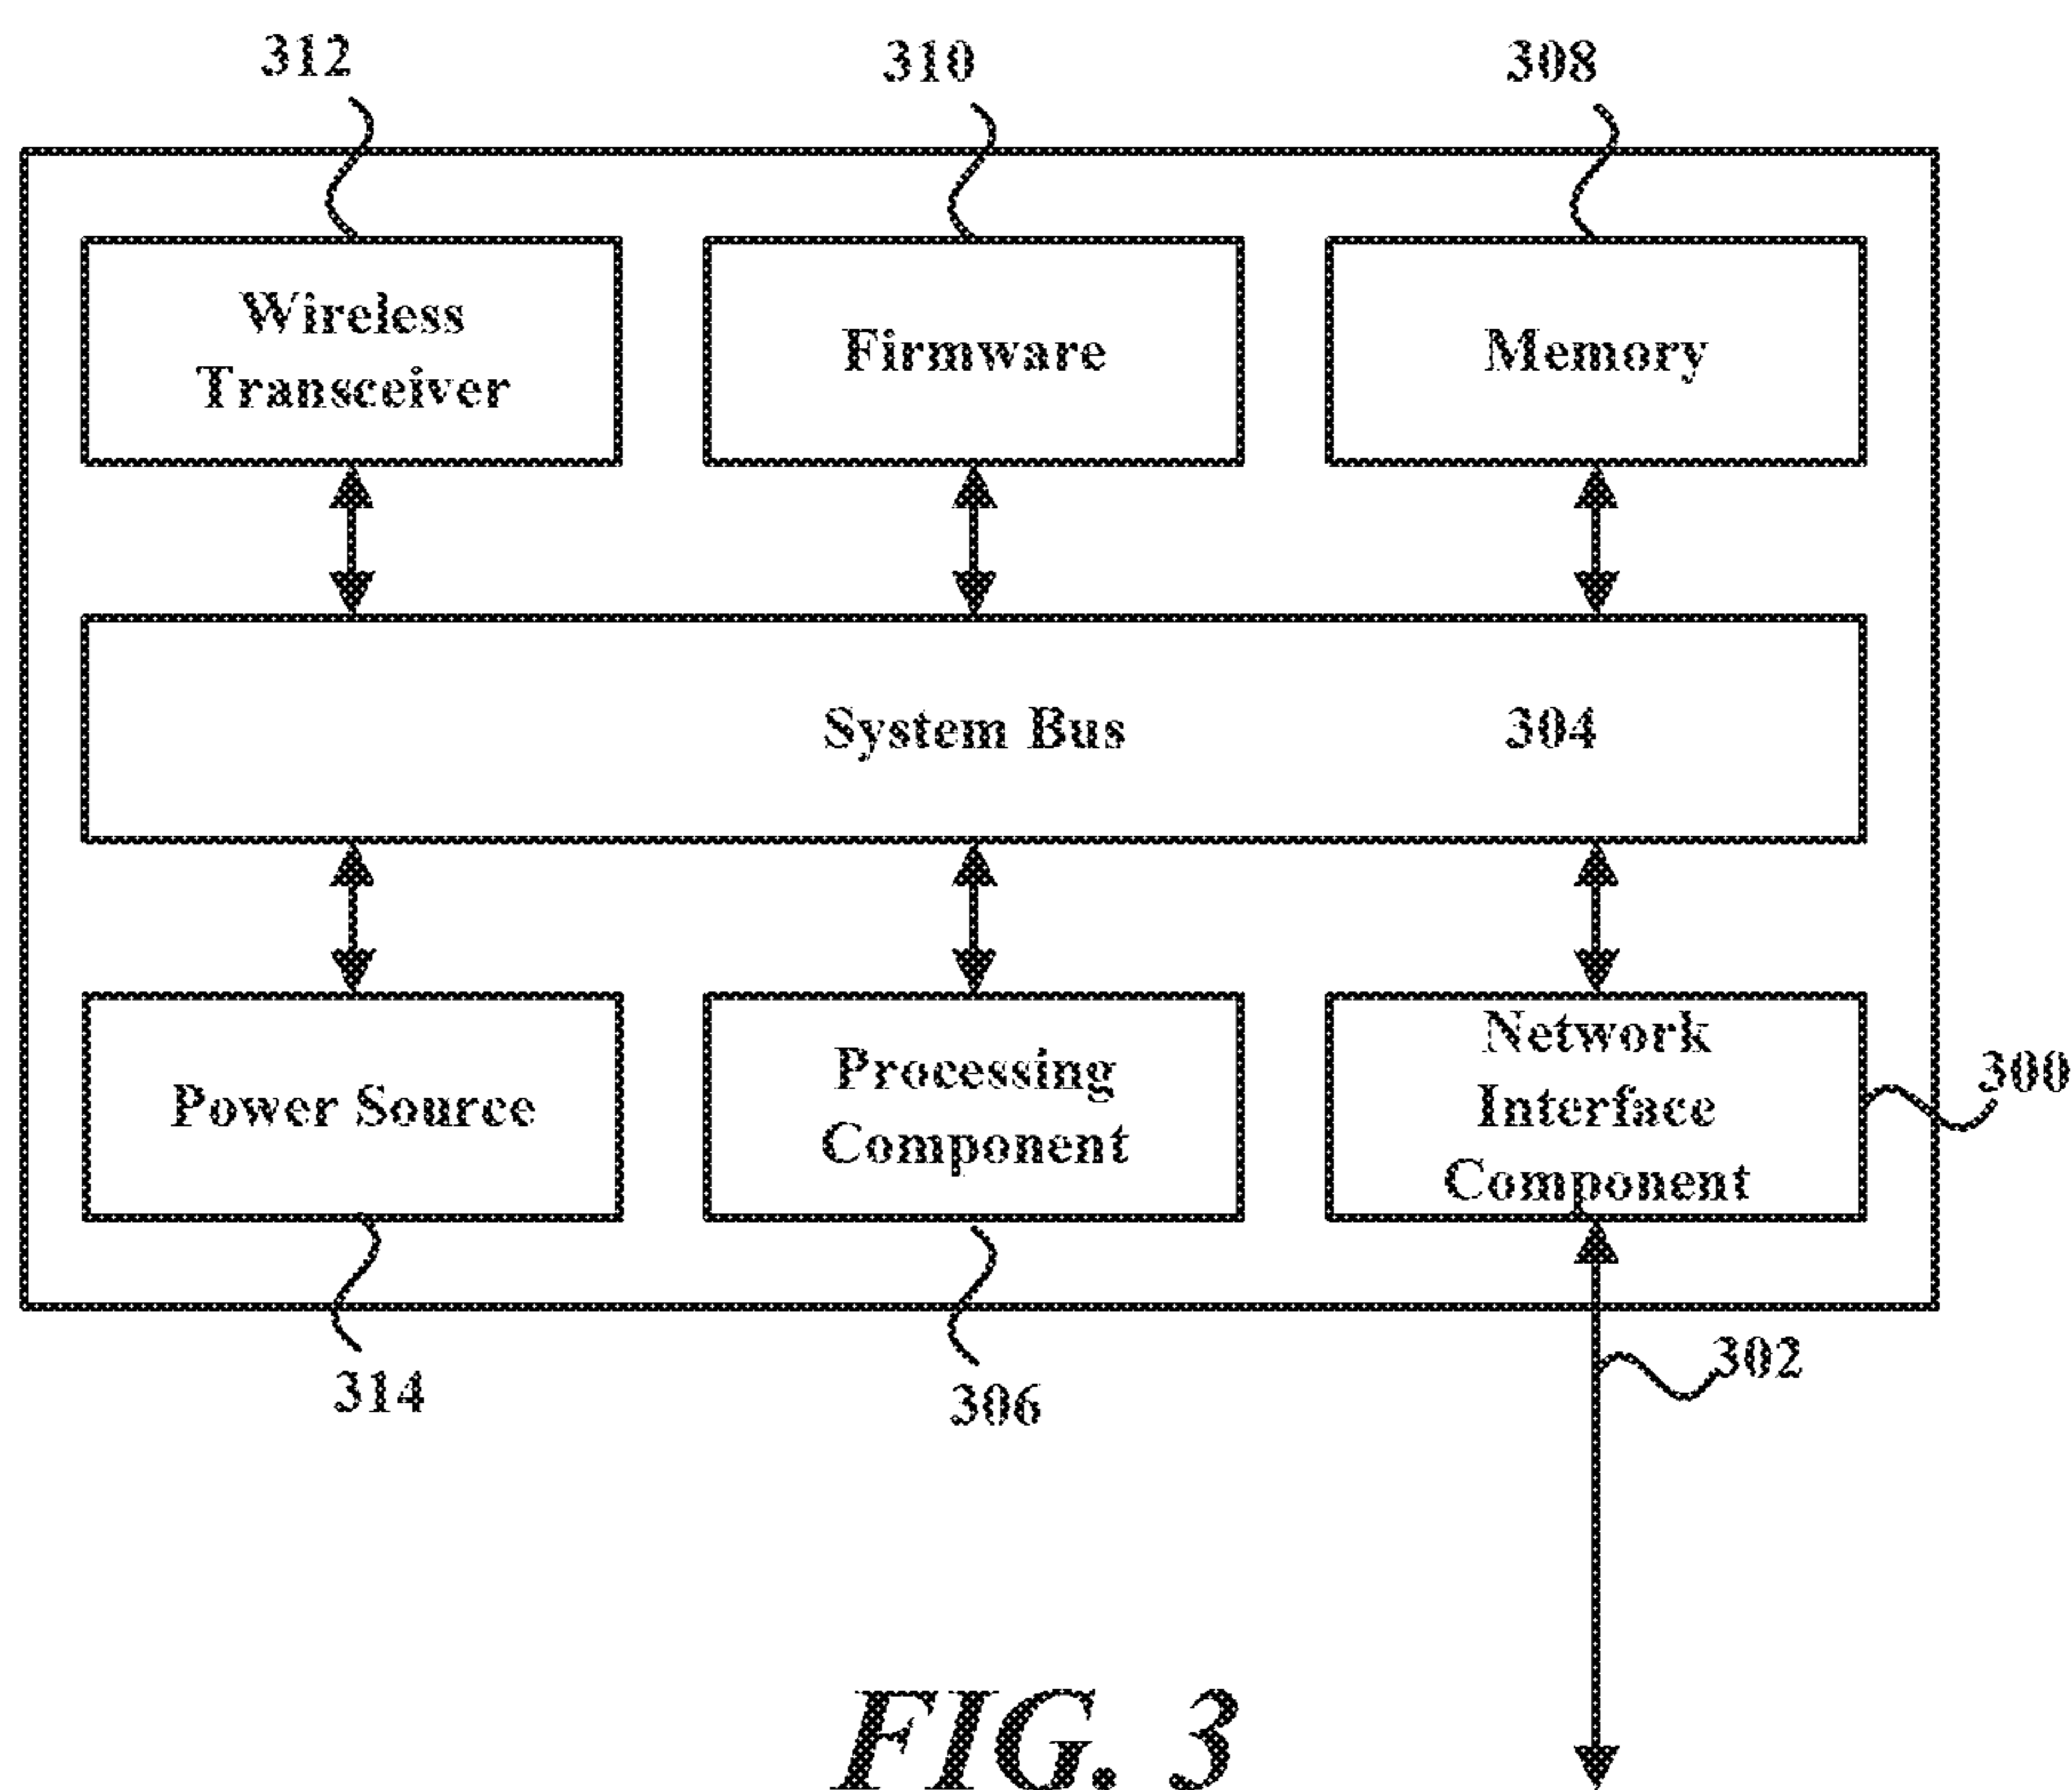 312
310
308
Wireless
Transceiver
Firmware
Memory
System Bus
304
Power Source
Processing
Component
Network
Interface
Component
300
302
314
306
FIG. 3